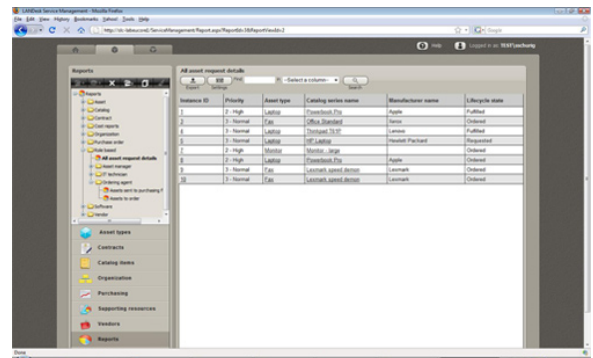 LANDesk Service Management - Mozilla Firefox
File Edit View History Bookmarks Yahoo! Tools Help
Google
Help
Logged in as:
Reports
All asset request details
Find
in
--Select a column--
Export
Settings
Search
Instance ID Priority Asset type Catalog series name Manufacturer name Lifecycle state
1 2 - High Laptop Powerbook Pro Apple Fulfilled
3 3 - Normal Fax Office Standard Xerox Ordered
3 - Normal Laptop Thinkpad T61P Lenovo Fulfilled
3 - Normal Laptop HP Laptop Hewlett Packard Requested
2 - High Monitor Monitor - large Ordered
8 2 - High Laptop Powerbook Pro Apple Ordered
9 3 - Normal Fax Lexmark speed demon Lexmark Ordered
10 3 - Normal Fax Lexmark speed demon Lexmark Ordered
Reports
Asset
Catalog
Contract
Cost reports
Organization
Purchase order
Role based
All asset request details
Asset manager
IT technician
Ordering agent
Assets sent to purchasing
Assets to order
Software
Vendor
Asset types
Contracts
Catalog items
Organization
Purchasing
Supporting resources
Vendors
Reports
Done